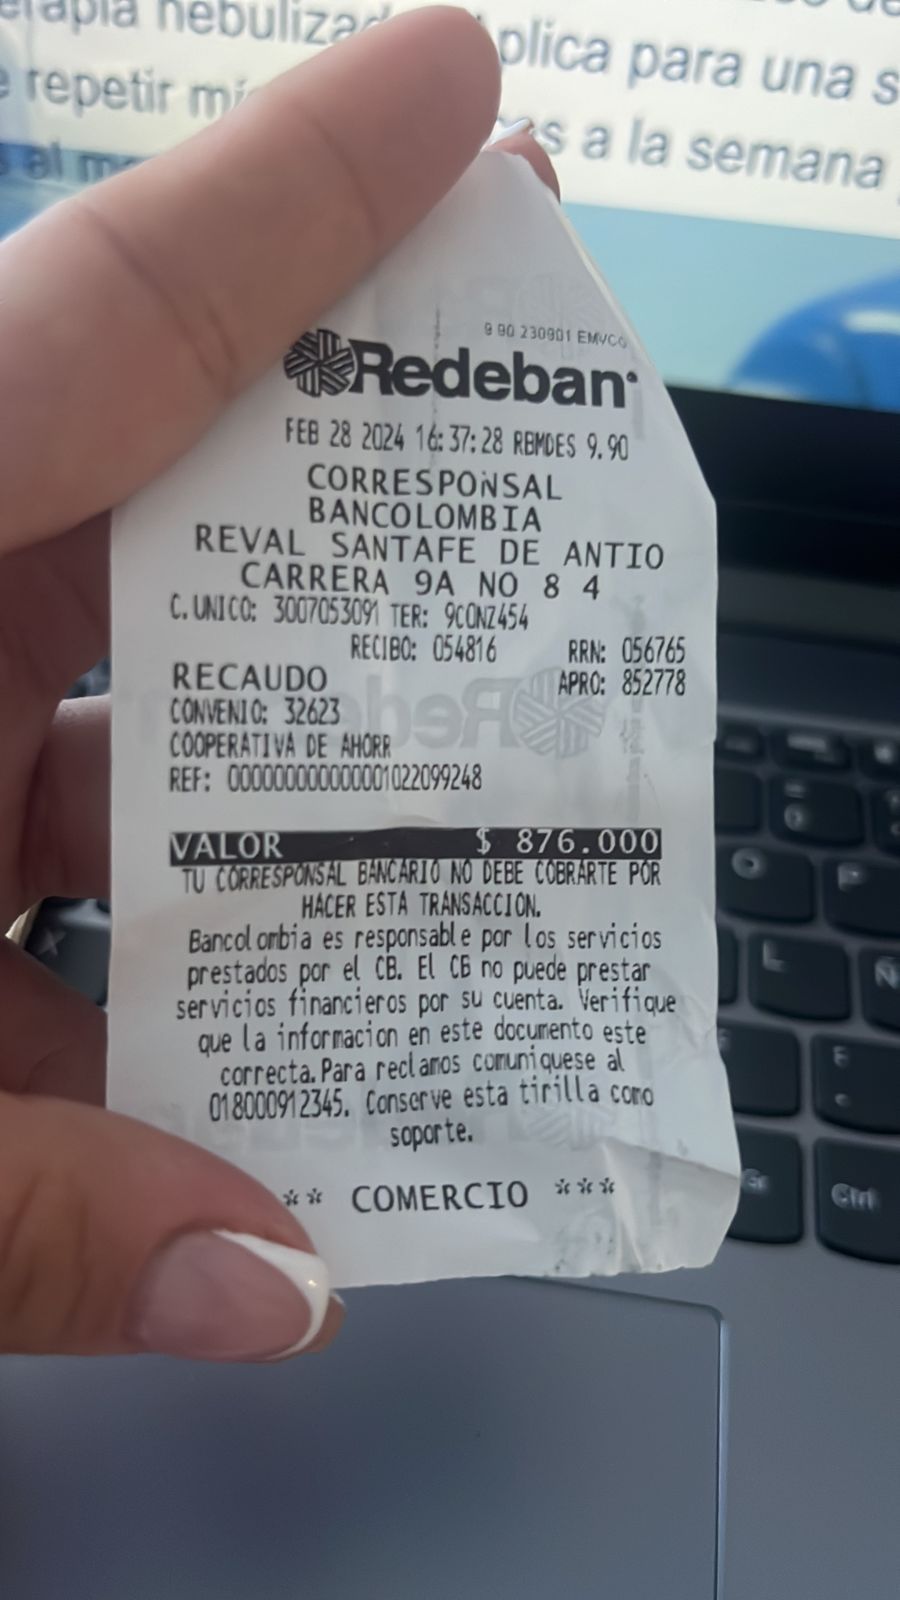 nebulizad plica para una s
repetir mí s a la semana
9 90 230901 EMVCO
Redeban
FEB 28 2024 16:37:28 RBMDES 9.90
CORRESPONSAL
BANCOLOMBIA
REVAL SANTAFE DE ANTIO
CARRERA 9A NO 8 4
C.UNICO: 3007053091 TER: 9CONZ454
RECIBO: 054816 RRN: 056765
RECAUDO APRO: 852778
CONVENIO: 32623
COOPERATIVA DE AHORR
REF: 000000000000001022099248
VALOR $ 876.000
TU CORRESPONSAL BANCARIO NO DEBE COBRARTE POR
HACER ESTA TRANSACCION.
Bancolombia es responsable por los servicios
prestados por el CB. El CB no puede prestar
servicios financieros por su cuenta. Verifique
que la informacion en este documento este
correcta.Para reclamos comuniquese al
018000912345. Conserve esta tirilla como
soporte.
** COMERCIO ***
O P
L Ñ
Ctrl